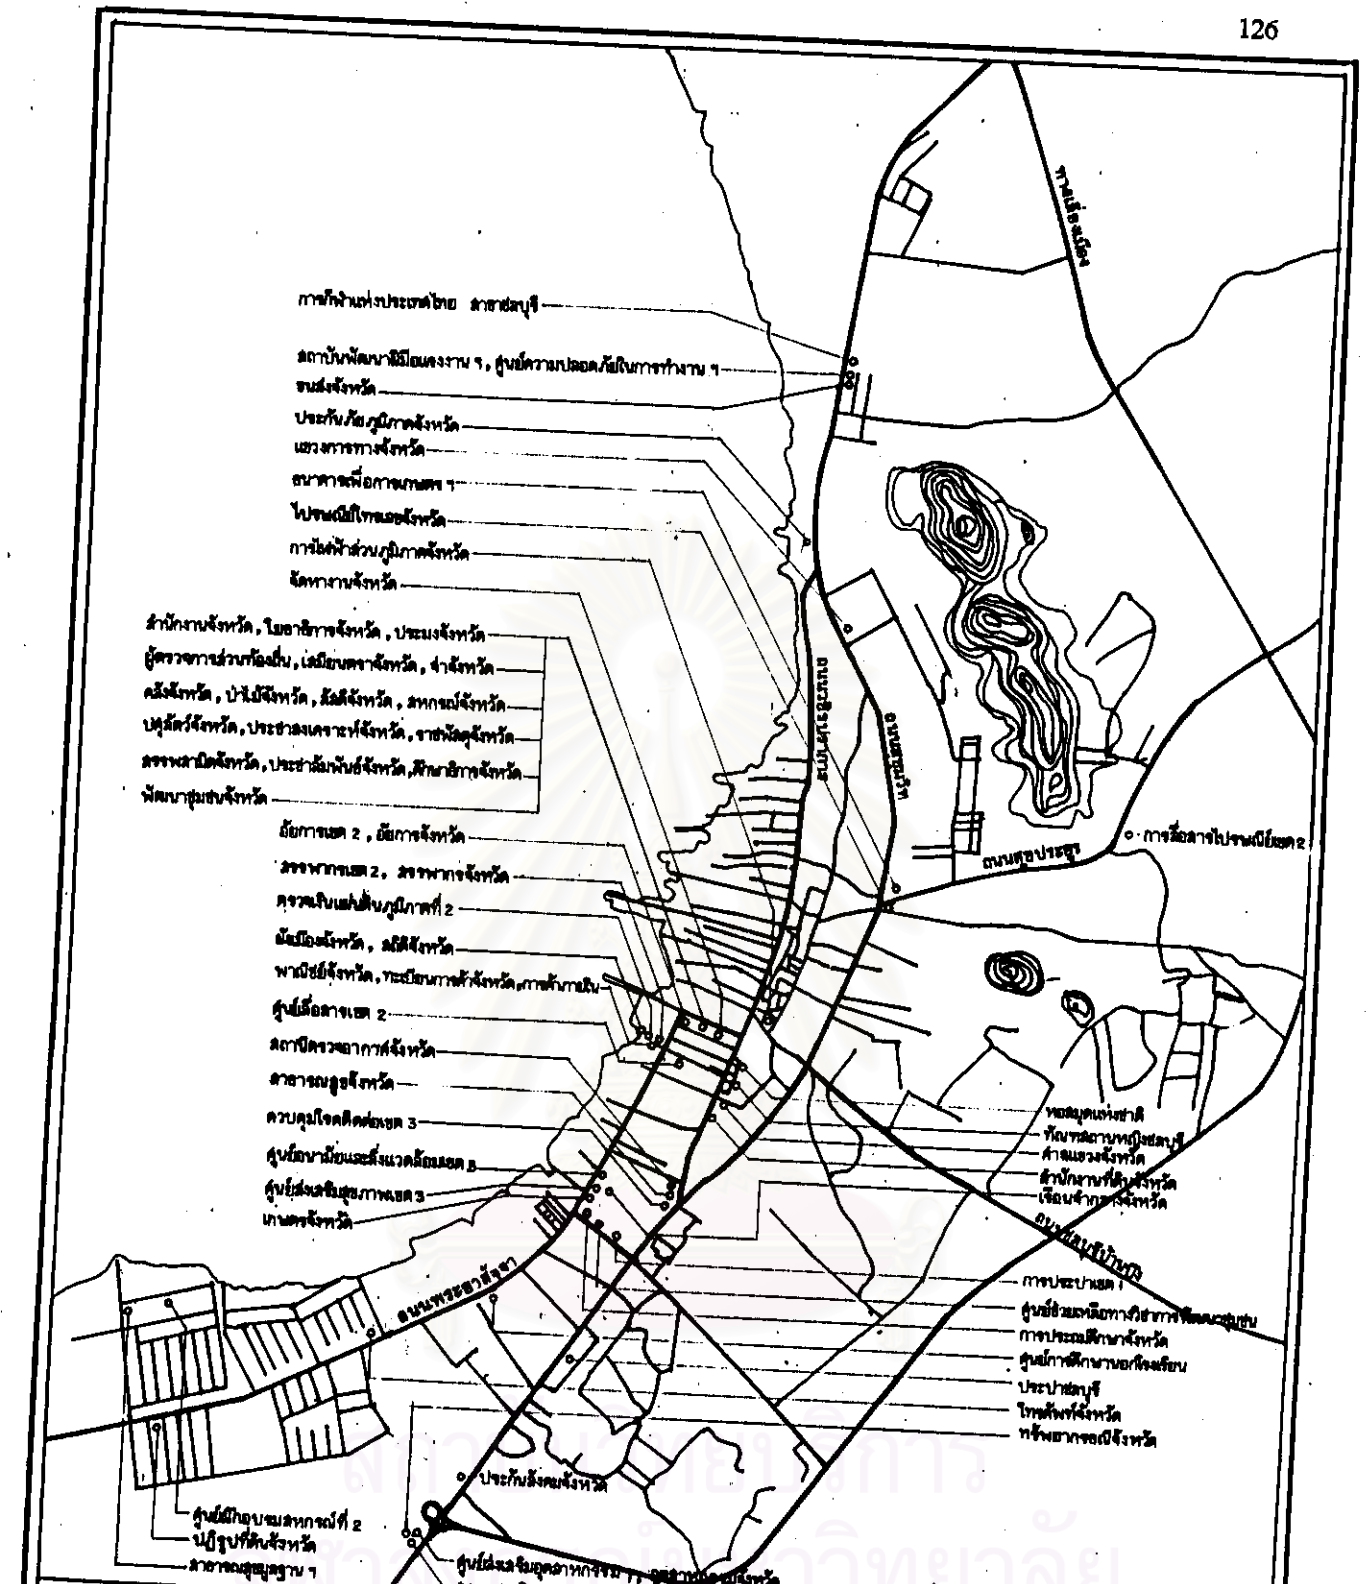 126
ทางเลี่ยงเมือง
การกีฬาแห่งประเทศไทย สาขาชลบุรี
สถาบันพัฒนาฝีมือแรงงาน ฯ, ศูนย์ความปลอดภัยในการทำงาน ฯ
ขนส่งจังหวัด
ประกันภัยภูมิภาคจังหวัด
แขวงการทางจังหวัด
ธนาคารเพื่อการเกษตร ฯ
ไปรษณีย์โทรเลขจังหวัด
การไฟฟ้าส่วนภูมิภาคจังหวัด
จัดหางานจังหวัด
สำนักงานจังหวัด, โยธาธิการจังหวัด, ประมงจังหวัด
ผู้ตรวจการส่วนท้องถิ่น, เสมียนตราจังหวัด, จ่าจังหวัด
คลังจังหวัด, ป่าไม้จังหวัด, สัสดีจังหวัด, สหกรณ์จังหวัด
ปศุสัตว์จังหวัด, ประชาสงเคราะห์จังหวัด, ราชพัสดุจังหวัด
สรรพสามิตจังหวัด, ประชาสัมพันธ์จังหวัด, ศึกษาธิการจังหวัด
พัฒนาชุมชนจังหวัด
ถนนวชิรปราการ
ถนนสุขุมวิท
อัยการเขต 2, อัยการจังหวัด
การสื่อสารไปรษณีย์เขต 2
ถนนสุขประยูร
สรรพากรเขต 2, สรรพากรจังหวัด
ตรวจเงินแผ่นดินภูมิภาคที่ 2
ผังเมืองจังหวัด, สถิติจังหวัด
พาณิชย์จังหวัด, ทะเบียนการค้าจังหวัด, การค้าภายใน
ศูนย์สื่อสารเขต 2
สถานีตรวจอากาศจังหวัด
สาธารณสุขจังหวัด
ควบคุมโรคติดต่อเขต 3
ศูนย์อนามัยและสิ่งแวดล้อมเขต 3
ศูนย์ส่งเสริมสุขภาพเขต 3
เกษตรจังหวัด
หอสมุดแห่งชาติ
ทัณฑสถานหญิงชลบุรี
ศาลแขวงจังหวัด
สำนักงานที่ดินจังหวัด
เรือนจำกลางจังหวัด
ถนนชลบุรีบ้านบึง
ถนนพระยาสัจจา
การประปาเขต 1
ศูนย์ช่วยเหลือทางวิชาการพัฒนาชุมชน
การประถมศึกษาจังหวัด
ศูนย์การศึกษานอกโรงเรียน
ประปาชลบุรี
โทรศัพท์จังหวัด
ทรัพยากรธรณีจังหวัด
ประกันสังคมจังหวัด
ศูนย์ฝึกอบรมสหกรณ์ที่ 2
ปฏิรูปที่ดินจังหวัด
สาธารณสุขมูลฐาน ฯ
ศูนย์ส่งเสริมอุตสาหกรรม